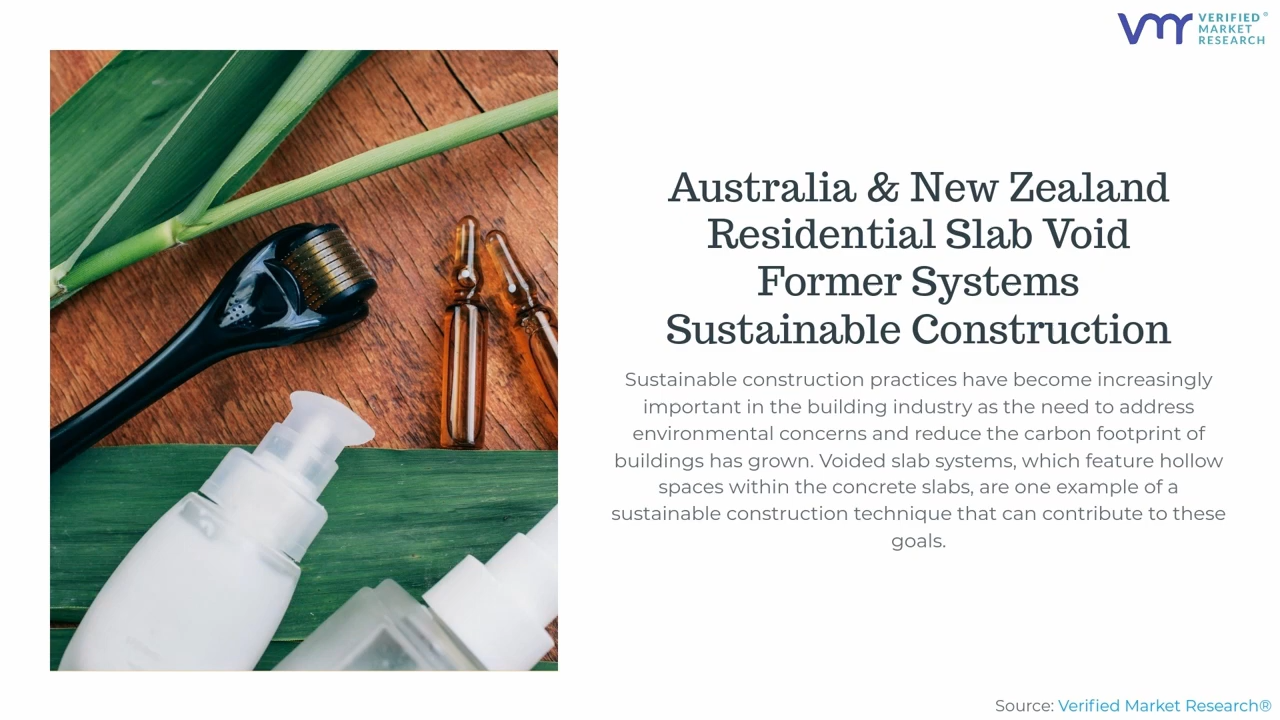 vmr VERIFIED®
MARKET
RESEARCH
Australia & New Zealand
Residential Slab Void
Former Systems
Sustainable Construction
Sustainable construction practices have become increasingly
important in the building industry as the need to address
environmental concerns and reduce the carbon footprint of
buildings has grown. Voided slab systems, which feature hollow
spaces within the concrete slabs, are one example of a
sustainable construction technique that can contribute to these
goals.
Source: Verified Market Research®